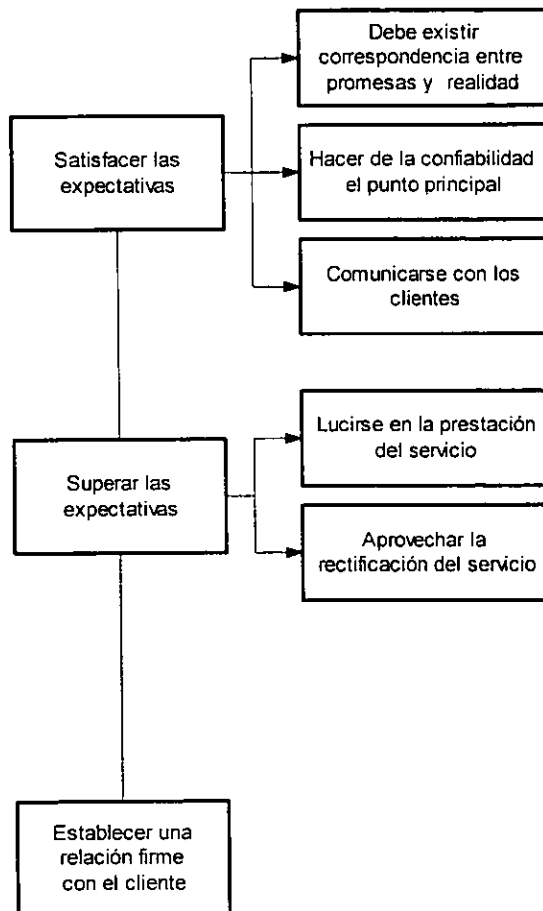 Debe existir
correspondencia entre
promesas y realidad
Satisfacer las
expectativas
Hacer de la confiabilidad
el punto principal
Comunicarse con los
clientes
Lucirse en la prestación
del servicio
Superar las
expectativas
Aprovechar la
rectificación del servicio
Establecer una
relación firme
con el cliente